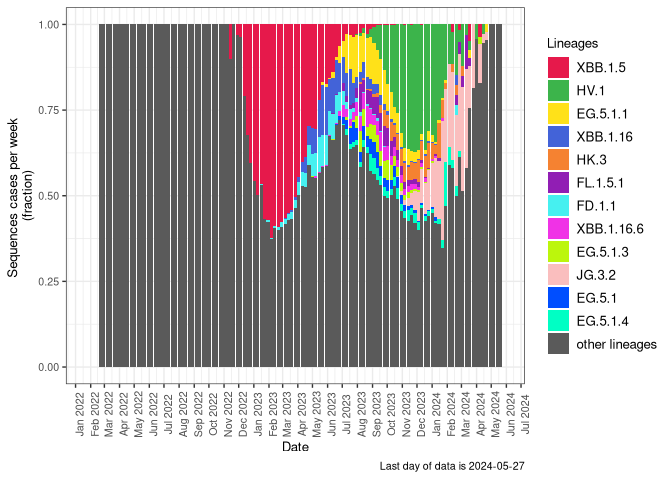 1.00
0.75
0.50
0.25
0.00
Sequences cases per week
(fraction)
Jan 2022
Feb 2022
Mar 2022
Apr 2022
May 2022
Jun 2022
Jul 2022
Aug 2022
Sep 2022
Oct 2022
Nov 2022
Dec 2022
Jan 2023
Feb 2023
Mar 2023
Apr 2023
May 2023
Jun 2023
Jul 2023
Aug 2023
Sep 2023
Oct 2023
Nov 2023
Dec 2023
Jan 2024
Feb 2024
Mar 2024
Apr 2024
May 2024
Jun 2024
Jul 2024
Date
Lineages
XBB.1.5
HV.1
EG.5.1.1
XBB.1.16
HK.3
FL.1.5.1
FD.1.1
XBB.1.16.6
EG.5.1.3
JG.3.2
EG.5.1
EG.5.1.4
other lineages
Last day of data is 2024-05-27